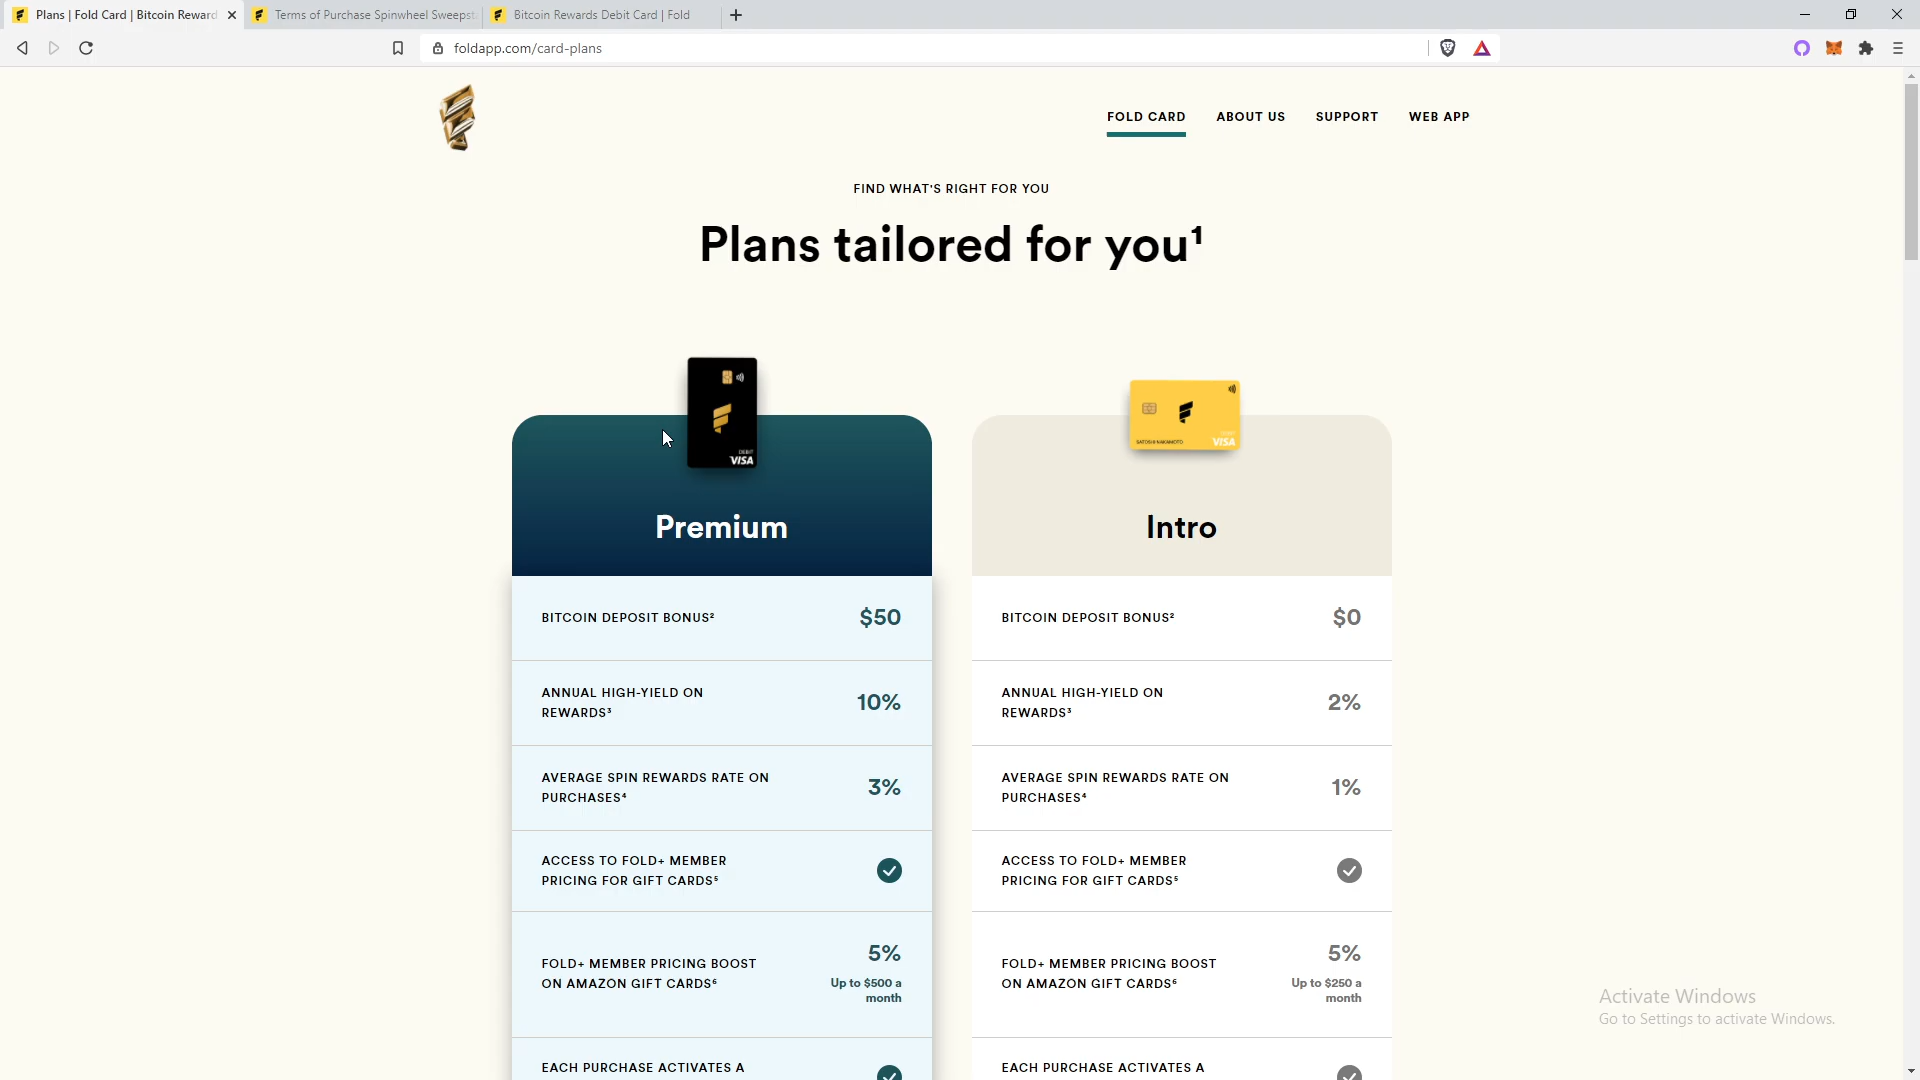 Plans | Fold Card | Bitcoin Reward
Terms of Purchase Spinwheel Sweepst
Bitcoin Rewards Debit Card | Fold
foldapp.com/card-plans
FOLD CARD
ABOUT US
SUPPORT
WEB APP
FIND WHAT'S RIGHT FOR YOU
Plans tailored for you¹
DEBIT
VISA
SATOSHI NAKAMOTO
VISA
Premium
Intro
BITCOIN DEPOSIT BONUS²
$50
BITCOIN DEPOSIT BONUS²
$0
ANNUAL HIGH-YIELD ON
REWARDS³
10%
ANNUAL HIGH-YIELD ON
REWARDS³
2%
AVERAGE SPIN REWARDS RATE ON
PURCHASES⁴
3%
AVERAGE SPIN REWARDS RATE ON
PURCHASES⁴
1%
ACCESS TO FOLD+ MEMBER
PRICING FOR GIFT CARDS⁵
ACCESS TO FOLD+ MEMBER
PRICING FOR GIFT CARDS⁵
FOLD+ MEMBER PRICING BOOST
ON AMAZON GIFT CARDS⁶
5%
Up to $500 a
month
FOLD+ MEMBER PRICING BOOST
ON AMAZON GIFT CARDS⁶
5%
Up to $250 a
month
EACH PURCHASE ACTIVATES A
EACH PURCHASE ACTIVATES A
Activate Windows
Go to Settings to activate Windows.